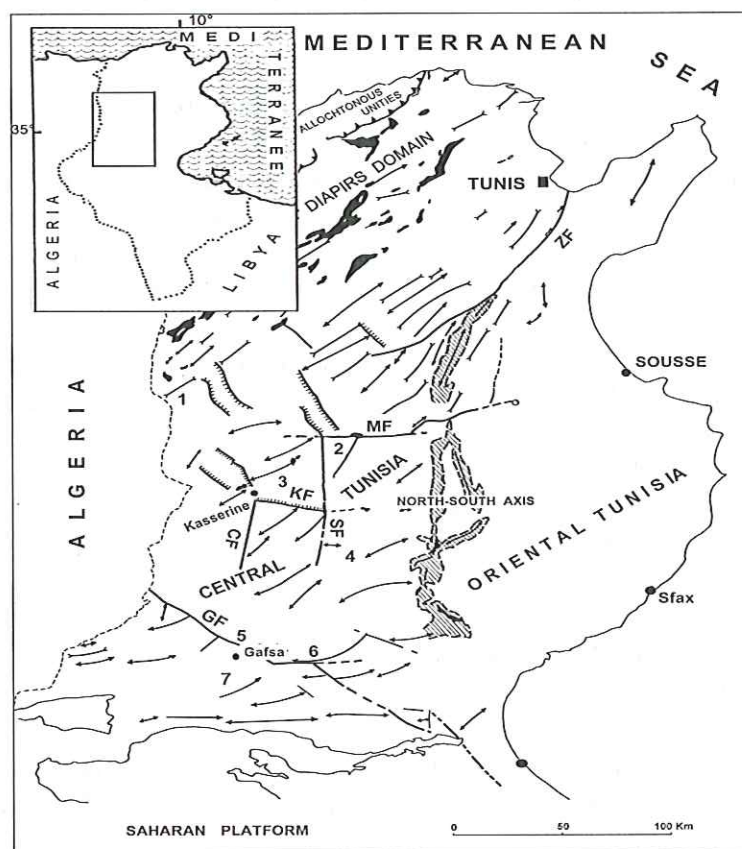 10°
MEDI
TERRANEE
35°
ALGERIA
LIBYA
MEDITERRANEAN
SEA
ALLOCHTONOUS
UNITIES
DIAPIRS DOMAIN
TUNIS
ZF
SOUSSE
1
MF
2
ALGERIA
3
TUNISIA
KF
Kasserine
NORTH-SOUTH AXIS
ORIENTAL TUNISIA
CF
SF
4
CENTRAL
Sfax
GF
5
6
Gafsa
7
SAHARAN PLATFORM
0 50 100 Km